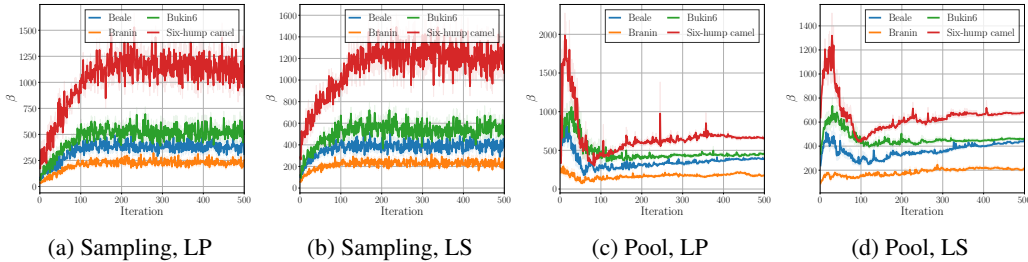 Beale Bukin6
Branin Six-hump camel
β
1500
1250
1000
750
500
250
0
0 100 200 300 400 500
Iteration
(a) Sampling, LP
Beale Bukin6
Branin Six-hump camel
β
1600
1400
1200
1000
800
600
400
200
0
0 100 200 300 400 500
Iteration
(b) Sampling, LS
Beale Bukin6
Branin Six-hump camel
β
2000
1500
1000
500
0
0 100 200 300 400 500
Iteration
(c) Pool, LP
Beale Bukin6
Branin Six-hump camel
β
1400
1200
1000
800
600
400
200
0 100 200 300 400 500
Iteration
(d) Pool, LS